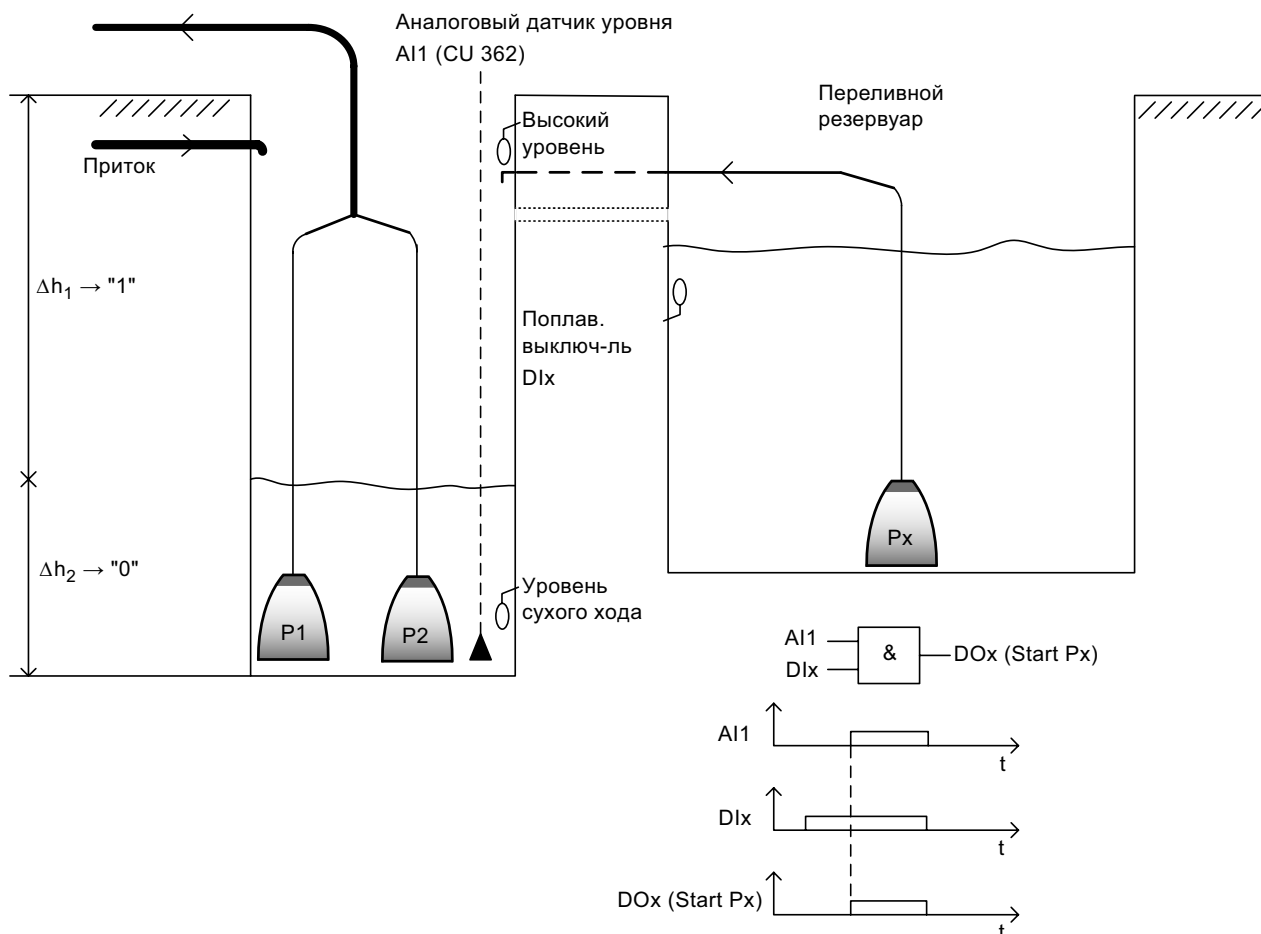 Аналоговый датчик уровня
AI1 (CU 362)
Приток
Высокий
уровень
Переливной
резервуар
Δh1 → "1"
Поплав.
выключ-ль
DIx
Δh2 → "0"
P1
P2
Уровень
сухого хода
Px
AI1
DIx
&
DOx (Start Px)
AI1
t
DIx
t
DOx (Start Px)
t